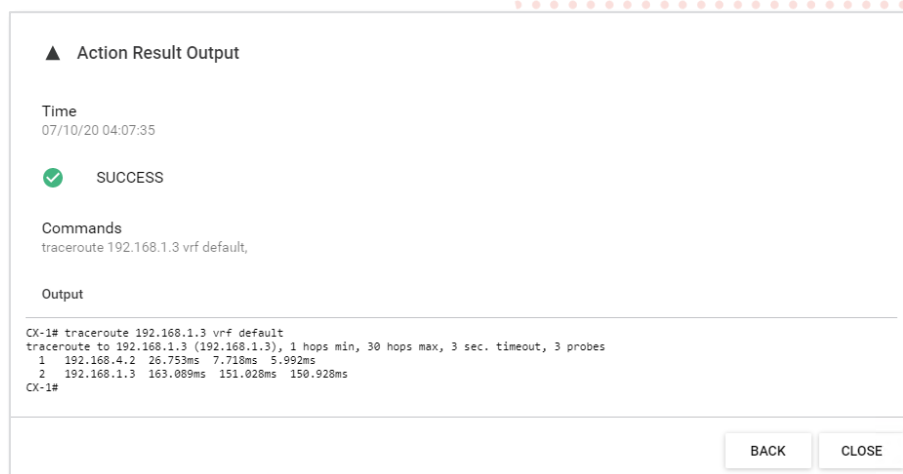 Action Result Output
Time
07/10/20 04:07:35
SUCCESS
Commands
traceroute 192.168.1.3 vrf default,
Output
CX-1# traceroute 192.168.1.3 vrf default
traceroute to 192.168.1.3 (192.168.1.3), 1 hops min, 30 hops max, 3 sec. timeout, 3 probes
1 192.168.4.2 26.753ms 7.718ms 5.992ms
2 192.168.1.3 163.089ms 151.028ms 150.928ms
CX-1#
BACK CLOSE